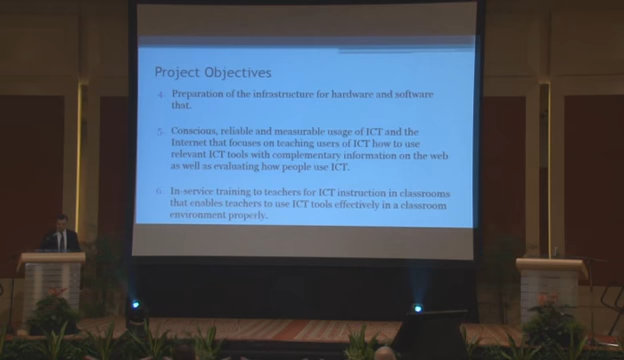 Project Objectives
4. Preparation of the infrastructure for hardware and software
that.
5. Conscious, reliable and measurable usage of ICT and the
Internet that focuses on teaching users of ICT how to use
relevant ICT tools with complementary information on the web
as well as evaluating how people use ICT.
6. In-service training to teachers for ICT instruction in classrooms
that enables teachers to use ICT tools effectively in a classroom
environment properly.